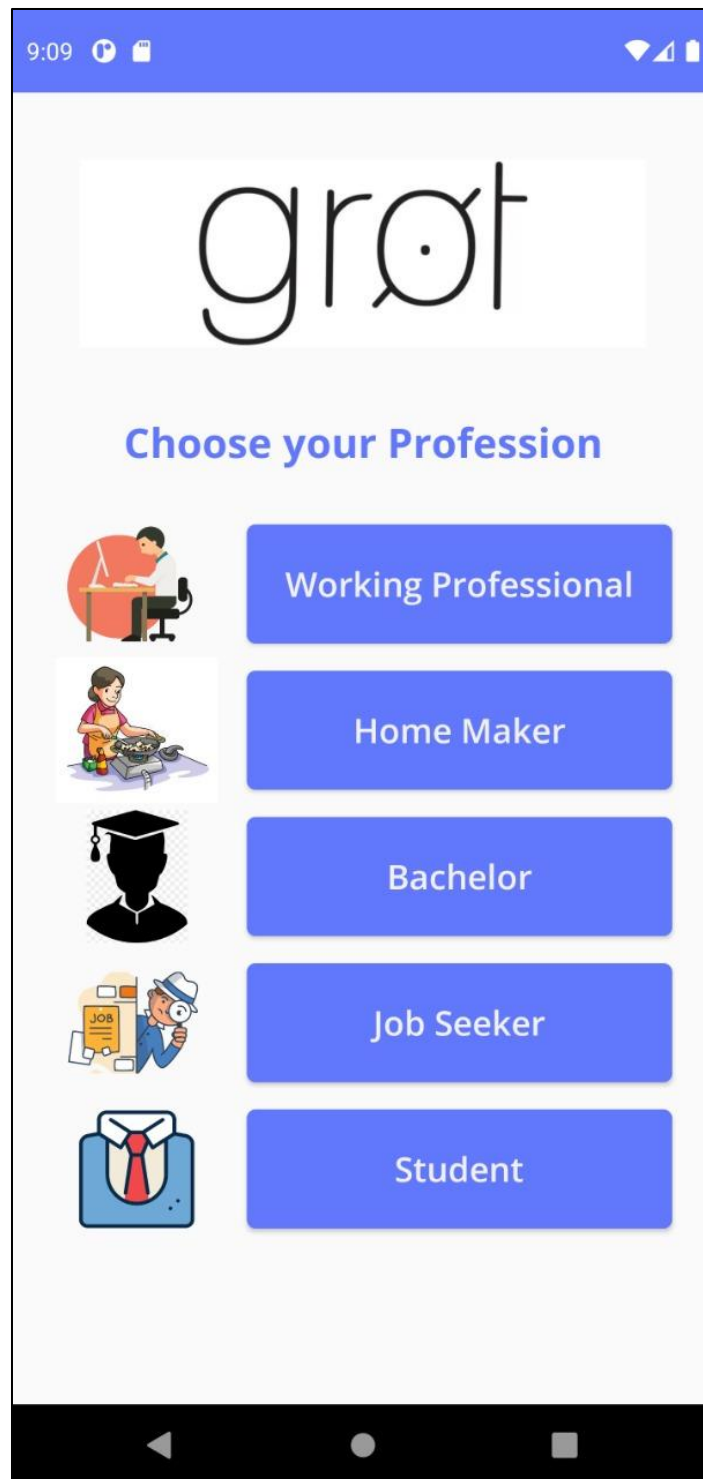 9:09
grøt
Choose your Profession
Working Professional
Home Maker
Bachelor
JOB
Job Seeker
Student